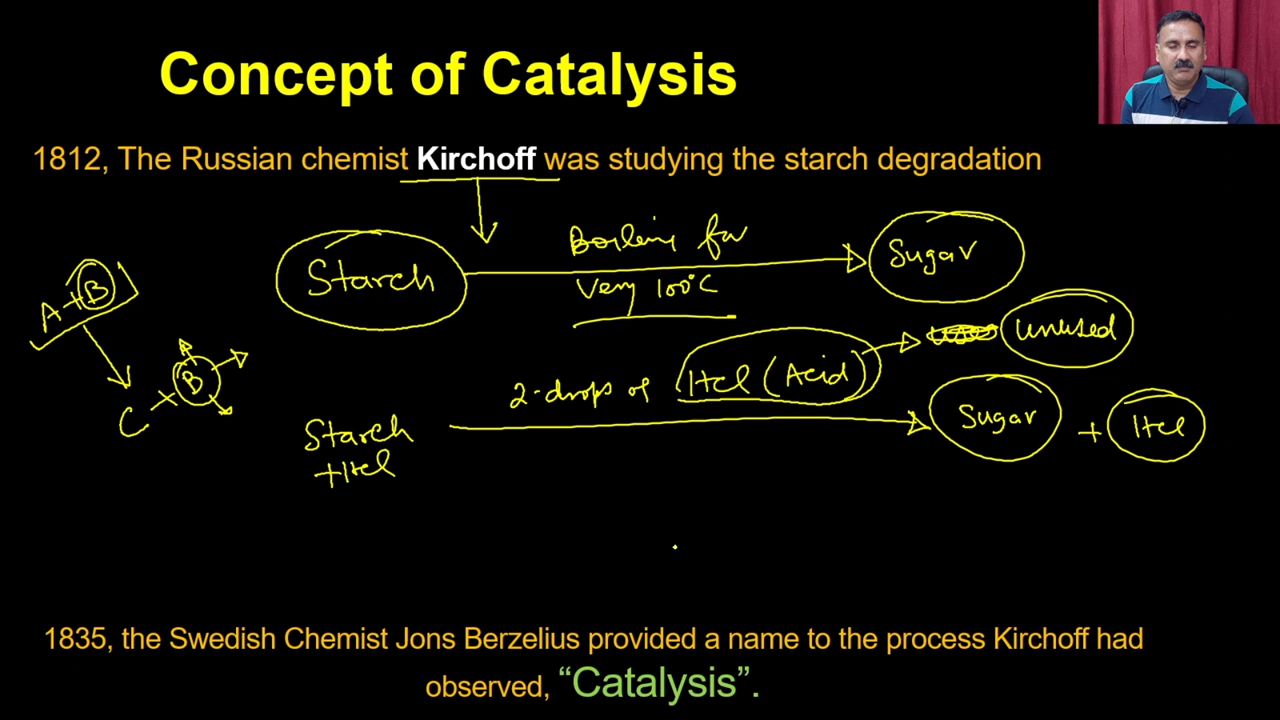 Concept of Catalysis
1812, The Russian chemist Kirchoff was studying the starch degradation
Boiling for
Starch
Sugar
Very 100°C
A+B
Unused
2-drops of HCl (Acid)
C B
Starch
Sugar + HCl
+HCl
1835, the Swedish Chemist Jons Berzelius provided a name to the process Kirchoff had
observed, “Catalysis”.